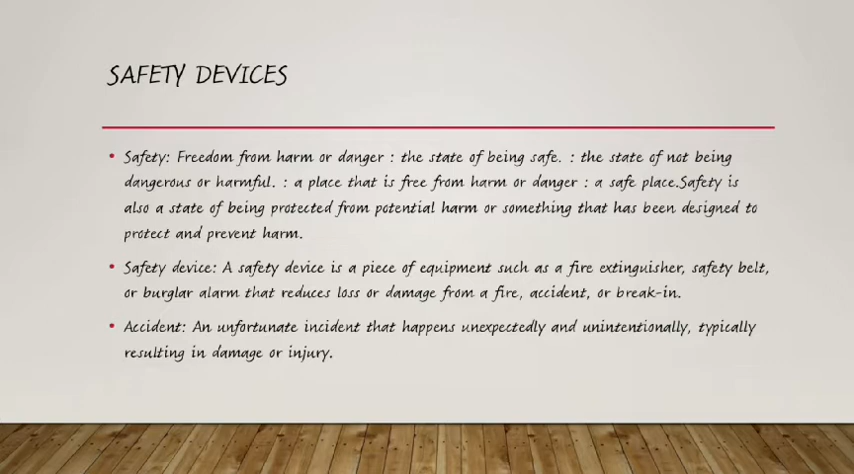 SAFETY DEVICES
• Safety: Freedom from harm or danger : the state of being safe. : the state of not being
dangerous or harmful. : a place that is free from harm or danger : a safe place.Safety is
also a state of being protected from potential harm or something that has been designed to
protect and prevent harm.
• Safety device: A safety device is a piece of equipment such as a fire extinguisher, safety belt,
or burglar alarm that reduces loss or damage from a fire, accident, or break-in.
• Accident: An unfortunate incident that happens unexpectedly and unintentionally, typically
resulting in damage or injury.